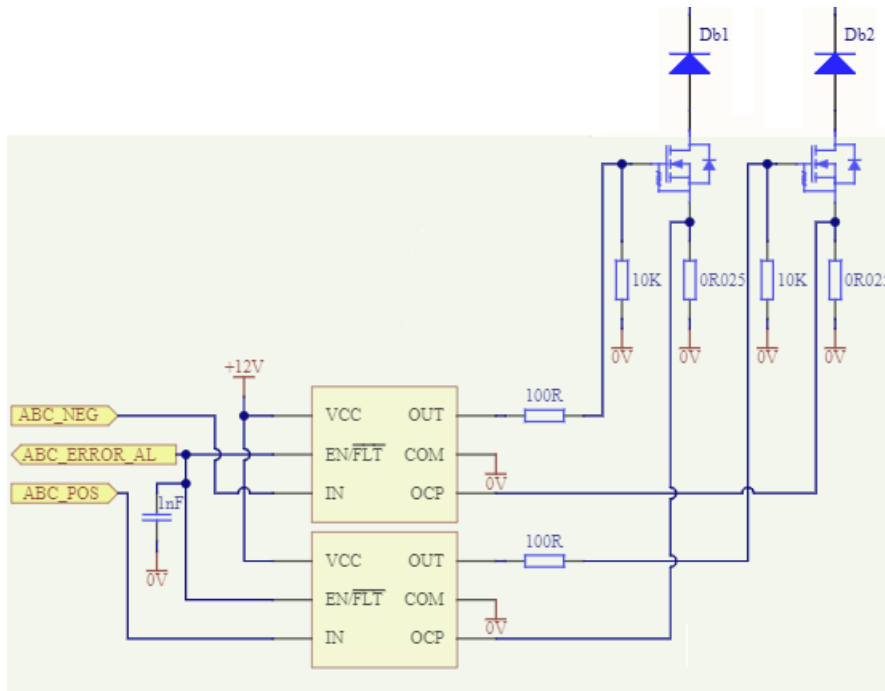 Db1
Db2
10K
0R025
10K
0R025
0V
0V
0V
0V
+12V
100R
ABC_NEG
VCC
OUT
ABC_ERROR_AL
EN/FLT
COM
0V
ABC_POS
IN
OCP
1nF
0V
100R
VCC
OUT
EN/FLT
COM
0V
IN
OCP